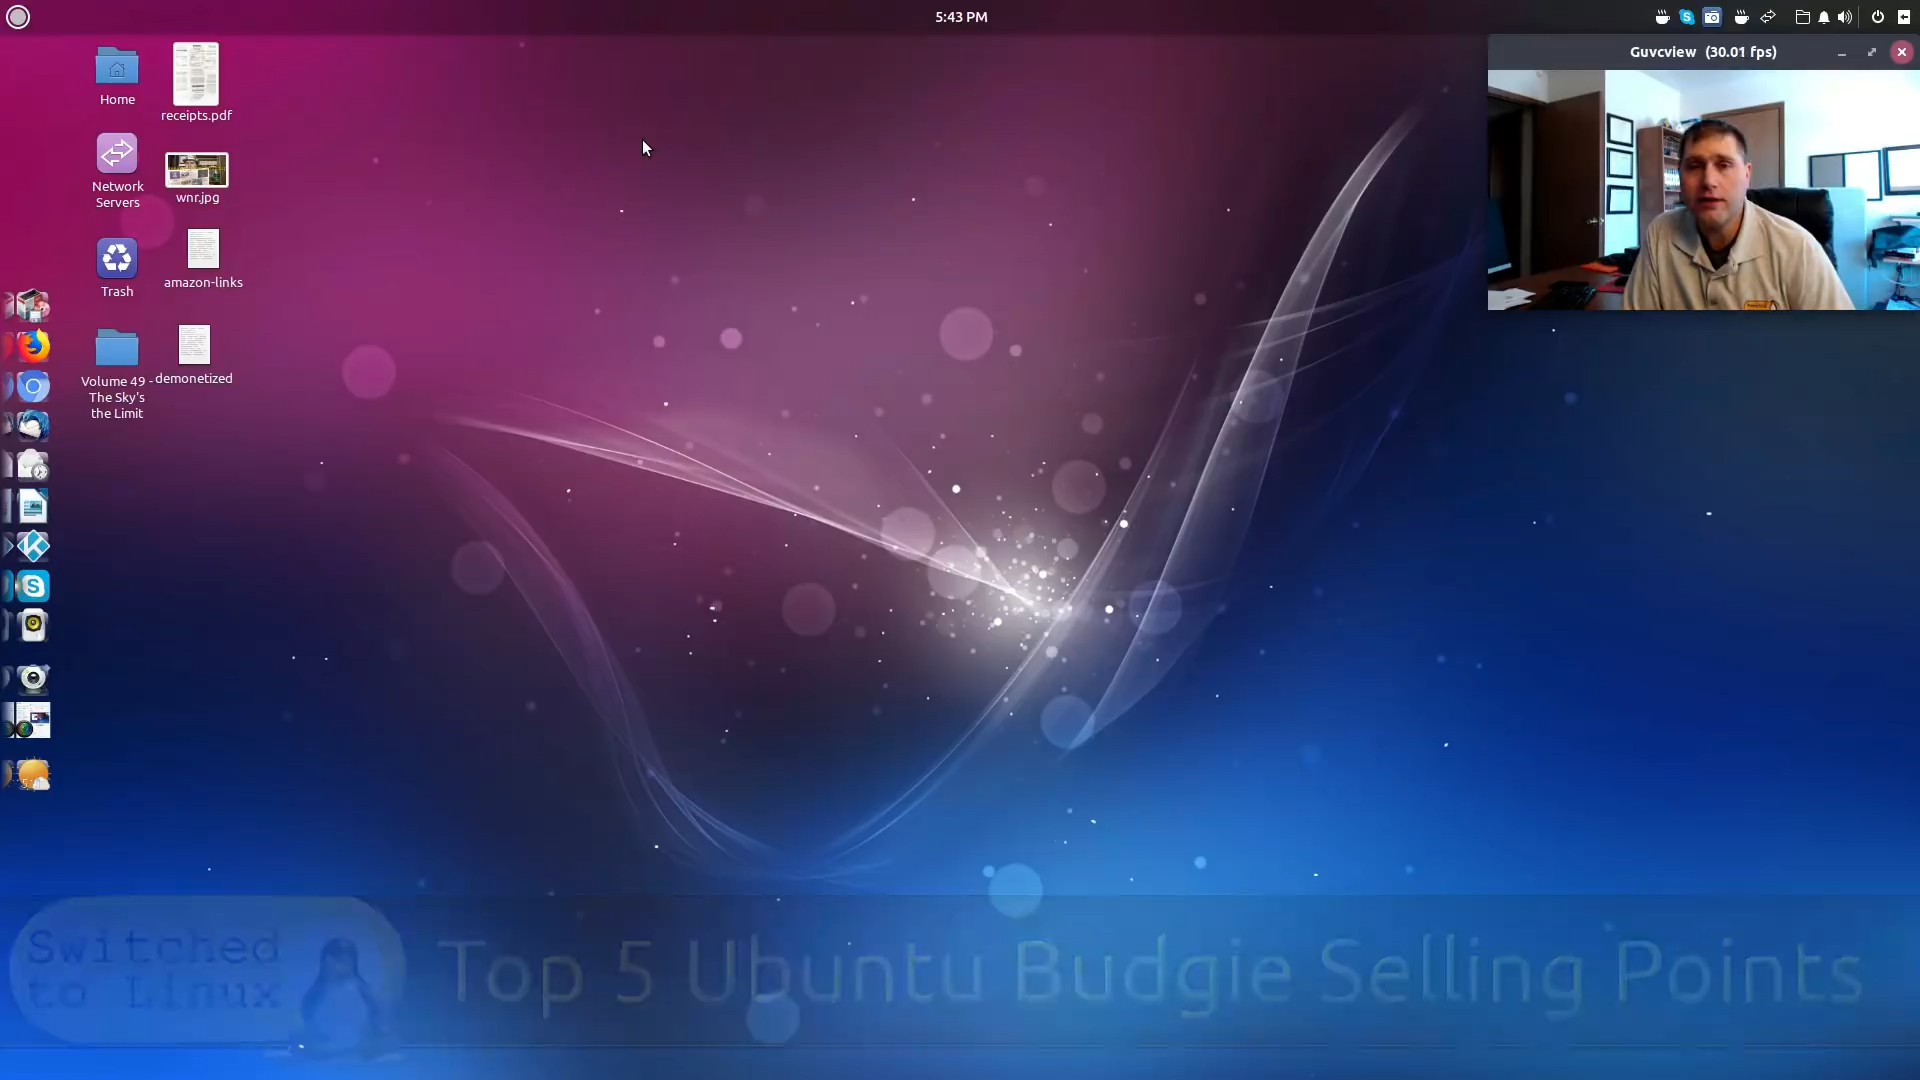 5:43 PM
Guvcview (30.01 fps)
Home
receipts.pdf
Network
Servers
wnr.jpg
Trash
amazon-links
Volume 49 -
The Sky's
the Limit
demonetized
Switched
to Linux
Top 5 Ubuntu Budgie Selling Points